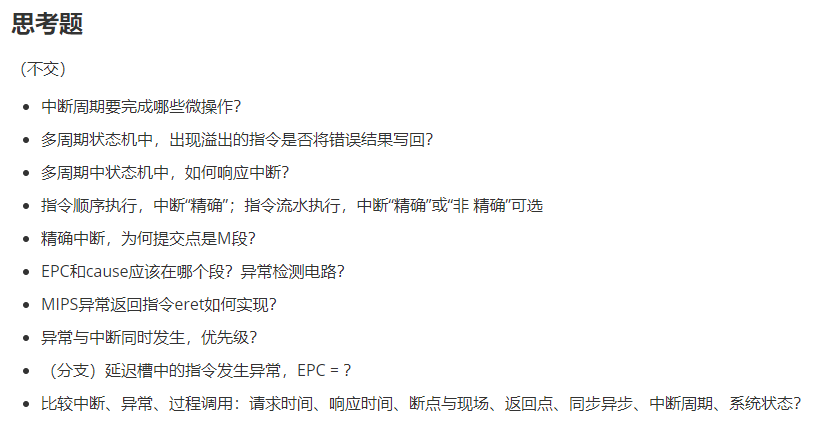 思考题
（不交）
中断周期要完成哪些微操作？
多周期状态机中，出现溢出的指令是否将错误结果写回？
多周期中状态机中，如何响应中断？
指令顺序执行，中断“精确”；指令流水执行，中断“精确”或“非 精确”可选
精确中断，为何提交点是M段？
EPC和cause应该在哪个段？异常检测电路？
MIPS异常返回指令eret如何实现？
异常与中断同时发生，优先级？
（分支）延迟槽中的指令发生异常，EPC = ？
比较中断、异常、过程调用：请求时间、响应时间、断点与现场、返回点、同步异步、中断周期、系统状态？